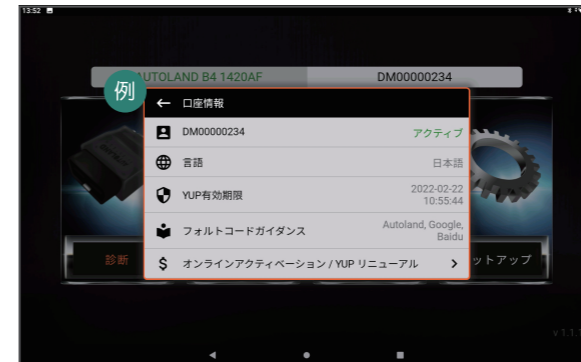 13:52
AUTOLAND B4 1420AF
DM00000234
例
← 口座情報
DM00000234
アクティブ
言語
日本語
YUP有効期限
2022-02-22
10:55:44
フォルトコードガイダンス
Autoland, Google,
Baidu
$ オンラインアクティベーション / YUP リニューアル >
診断
ットアップ
v 1.1.1